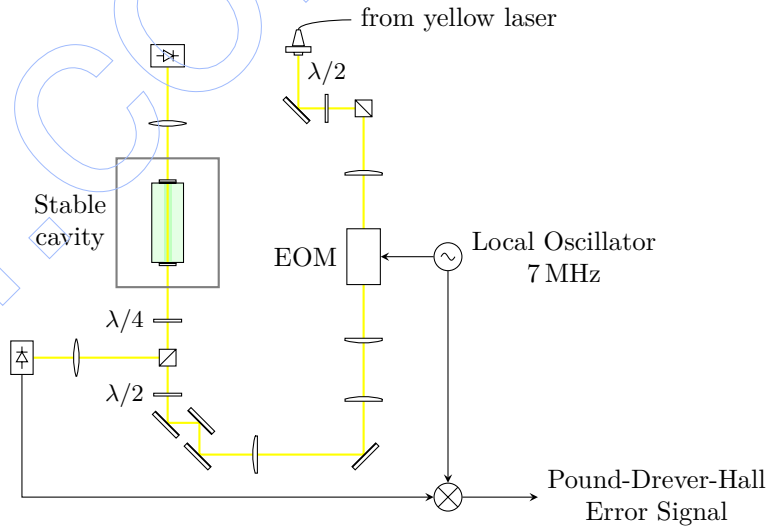 from yellow laser
λ/2
Stable
cavity
EOM
Local Oscillator
7 MHz
λ/4
λ/2
Pound-Drever-Hall
Error Signal